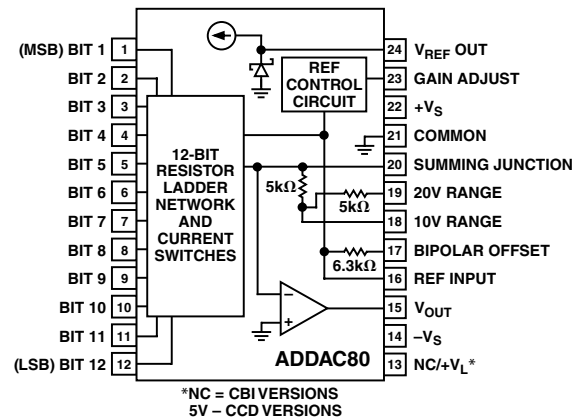 (MSB) BIT 1 1
BIT 2 2
BIT 3 3
BIT 4 4
BIT 5 5
BIT 6 6
BIT 7 7
BIT 8 8
BIT 9 9
BIT 10 10
BIT 11 11
(LSB) BIT 12 12
12-BIT
RESISTOR
LADDER
NETWORK
AND
CURRENT
SWITCHES
REF
CONTROL
CIRCUIT
5kΩ
5kΩ
6.3kΩ
–
+
ADDAC80
24 VREF OUT
23 GAIN ADJUST
22 +VS
21 COMMON
20 SUMMING JUNCTION
19 20V RANGE
18 10V RANGE
17 BIPOLAR OFFSET
16 REF INPUT
15 VOUT
14 –VS
13 NC/+VL*
*NC = CBI VERSIONS
5V – CCD VERSIONS